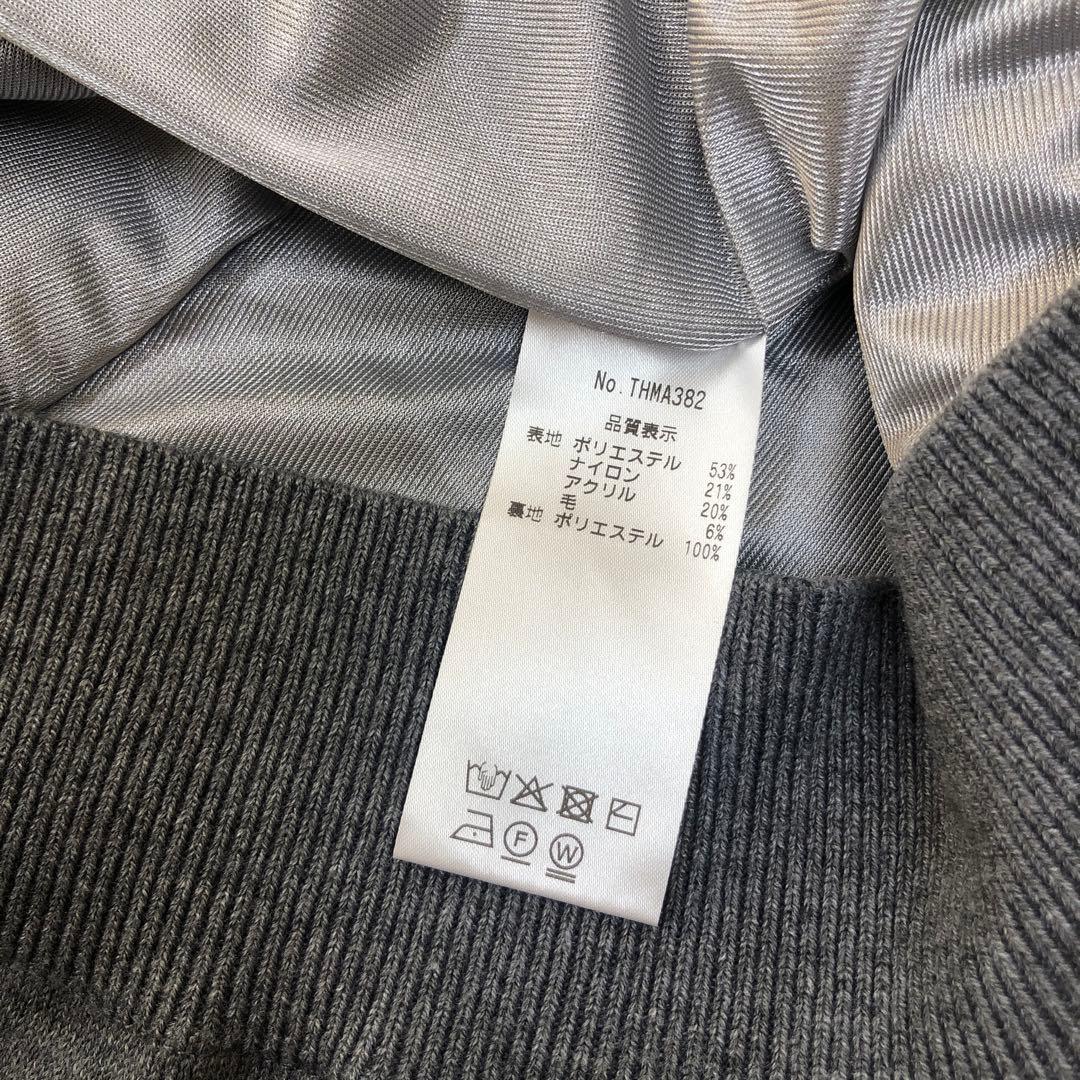 No.THMA382
品質表示
表地 ポリエステル 53%
ナイロン 21%
アクリル 20%
毛 6%
裏地 ポリエステル 100%
F
W